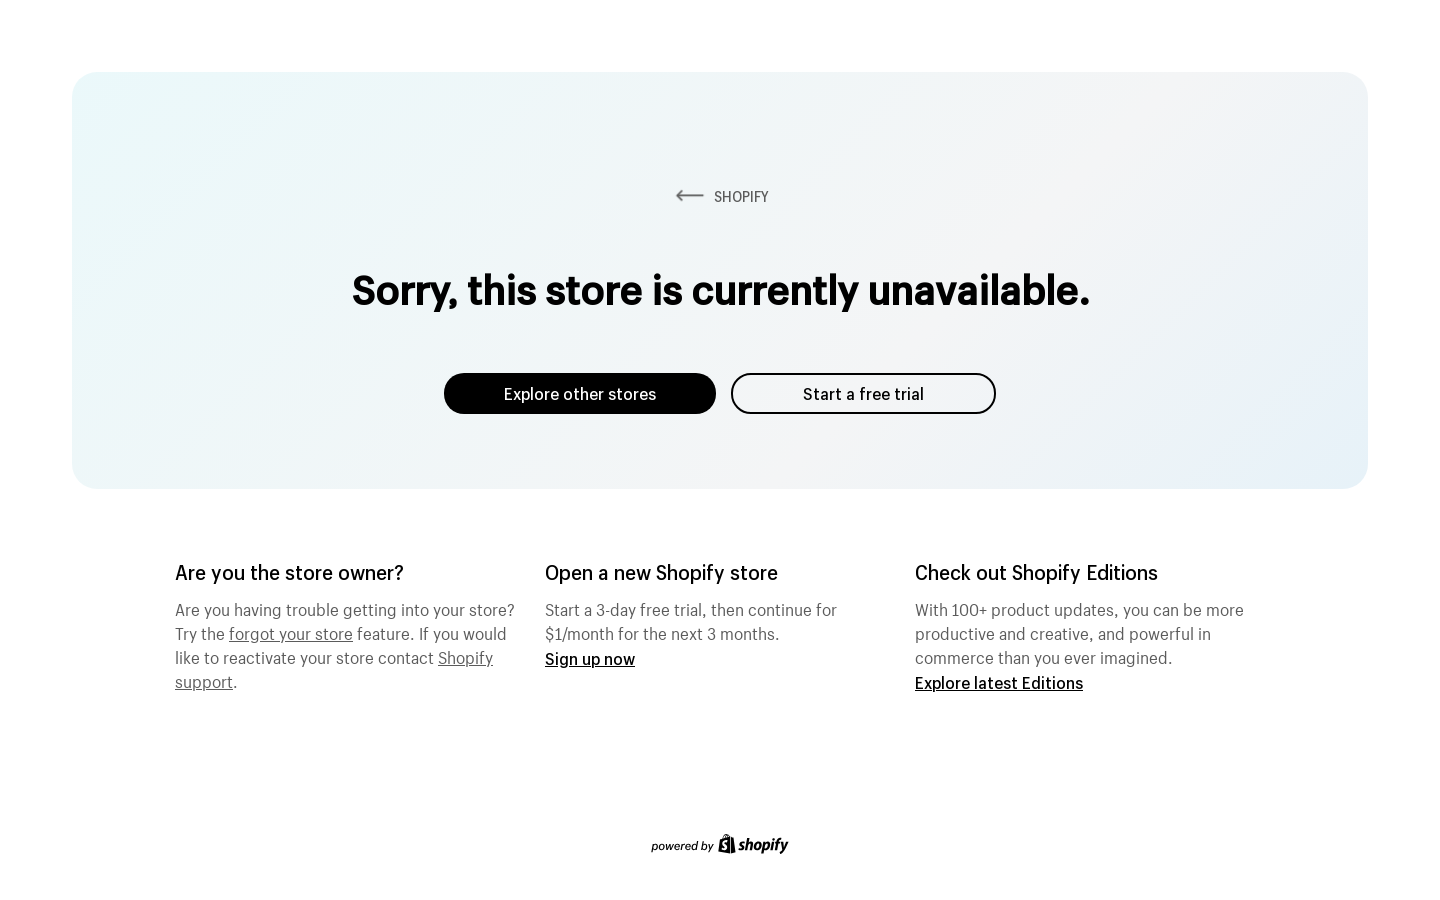 SHOPIFY
Sorry, this store is currently unavailable.
Explore other stores
Start a free trial
Are you the store owner?
Are you having trouble getting into your store?
Try the forgot your store feature. If you would
like to reactivate your store contact Shopify
support.
Open a new Shopify store
Start a 3-day free trial, then continue for
$1/month for the next 3 months.
Sign up now
Check out Shopify Editions
With 100+ product updates, you can be more
productive and creative, and powerful in
commerce than you ever imagined.
Explore latest Editions
powered by shopify